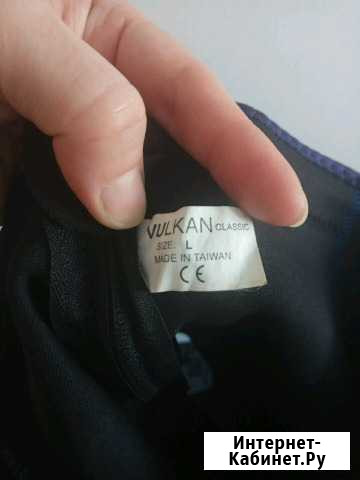 VULKAN CLASSIC
SIZE: L
MADE IN TAIWAN
CE
Интернет-
Кабинет.Ру